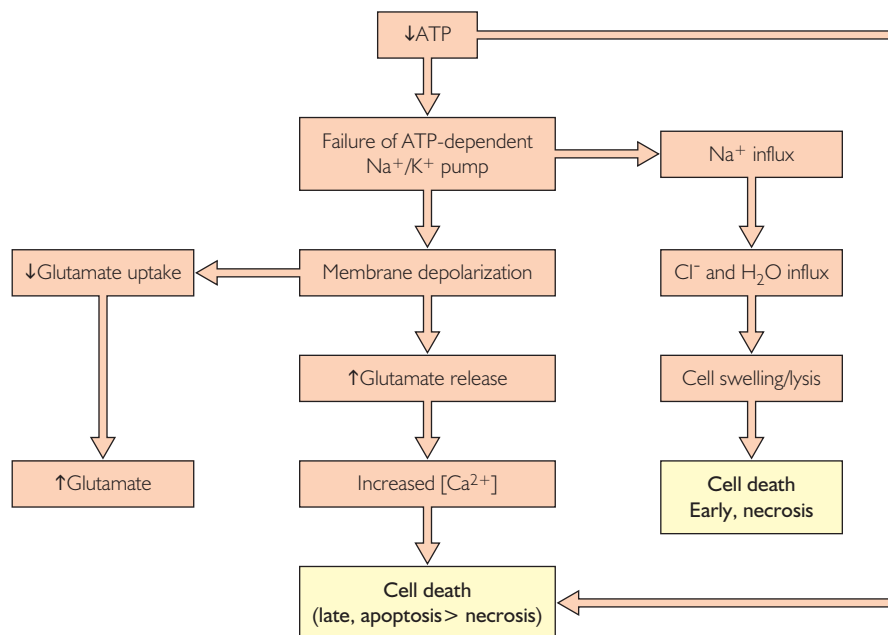 ↓ATP
Failure of ATP-dependent
Na⁺/K⁺ pump
Na⁺ influx
↓Glutamate uptake
Membrane depolarization
Cl⁻ and H₂O influx
↑Glutamate release
Cell swelling/lysis
↑Glutamate
Increased [Ca²⁺]
Cell death
Early, necrosis
Cell death
(late, apoptosis> necrosis)